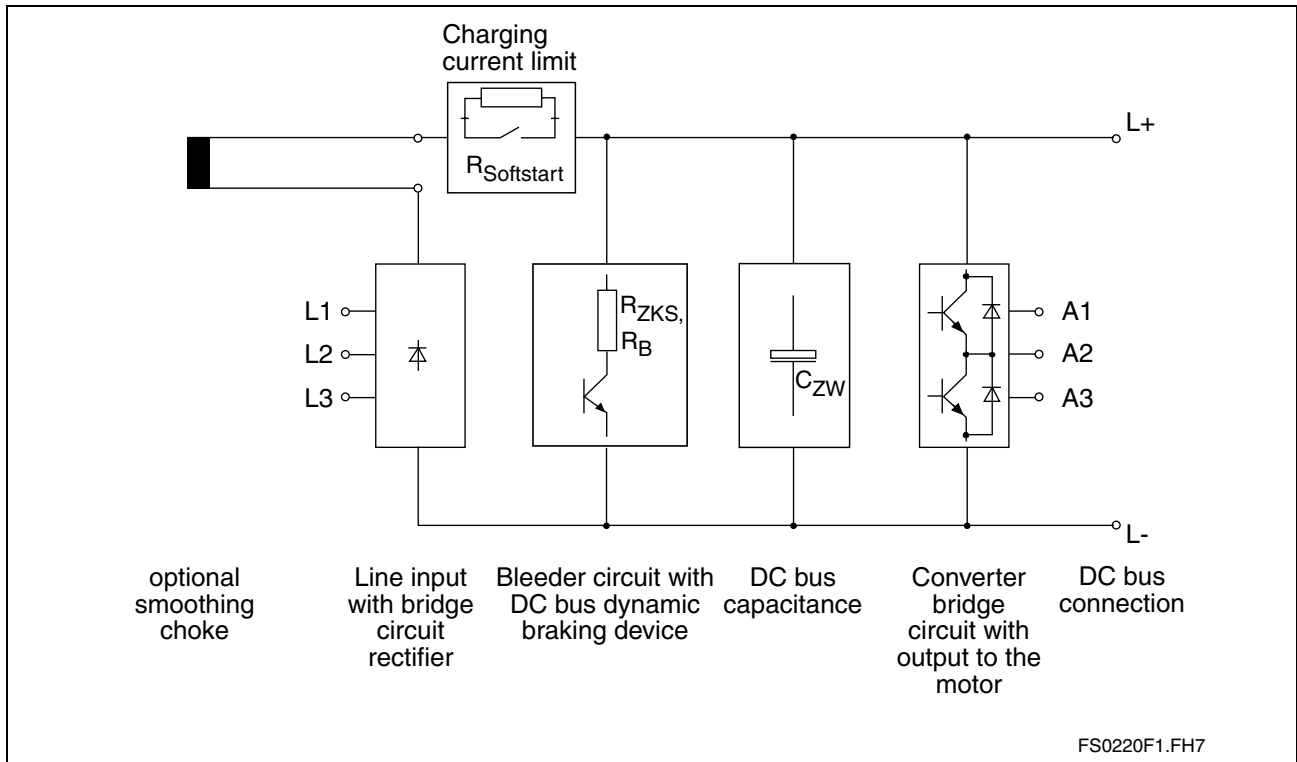 Charging
current limit
RSoftstart
L+
L1
L2
L3
RZKS,
RB
CZW
A1
A2
A3
L-
optional
smoothing
choke
Line input
with bridge
circuit
rectifier
Bleeder circuit with
DC bus dynamic
braking device
DC bus
capacitance
Converter
bridge
circuit with
output to the
motor
DC bus
connection
FS0220F1.FH7